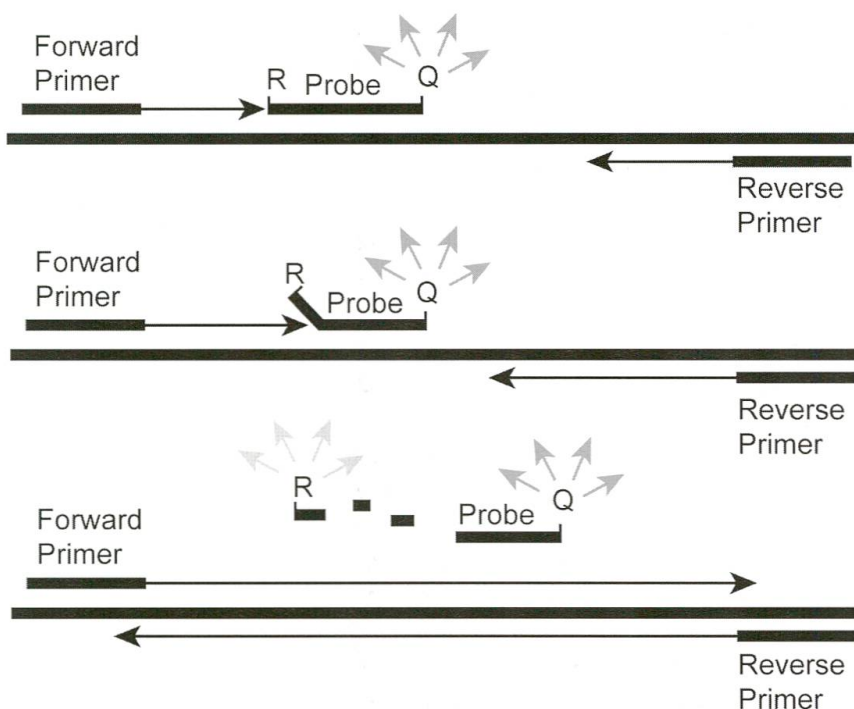 Forward
Primer
R Probe Q
Reverse
Primer
Forward
Primer
R
Probe Q
Reverse
Primer
R
Q
Probe
Forward
Primer
Reverse
Primer